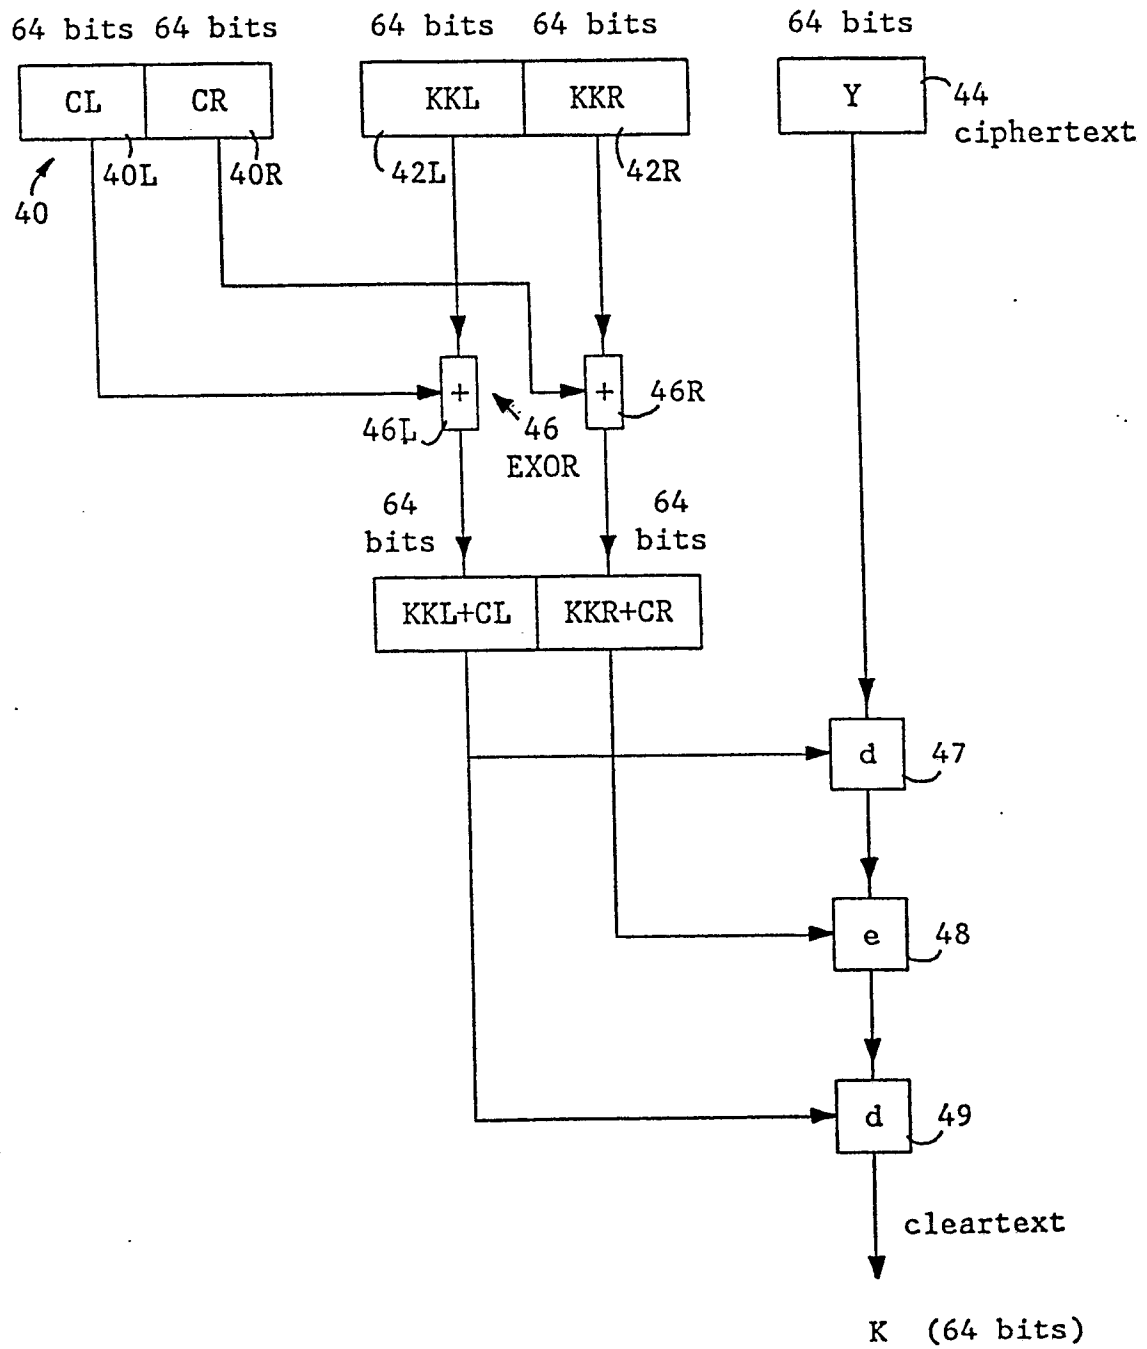 64 bits 64 bits 64 bits 64 bits 64 bits
CL CR KKL KKR Y
44
ciphertext
40L 40R 42L 42R
40
+ +
46R
46L 46
EXOR
64
bits
64
bits
KKL+CL KKR+CR
d 47
e 48
d 49
cleartext
K (64 bits)